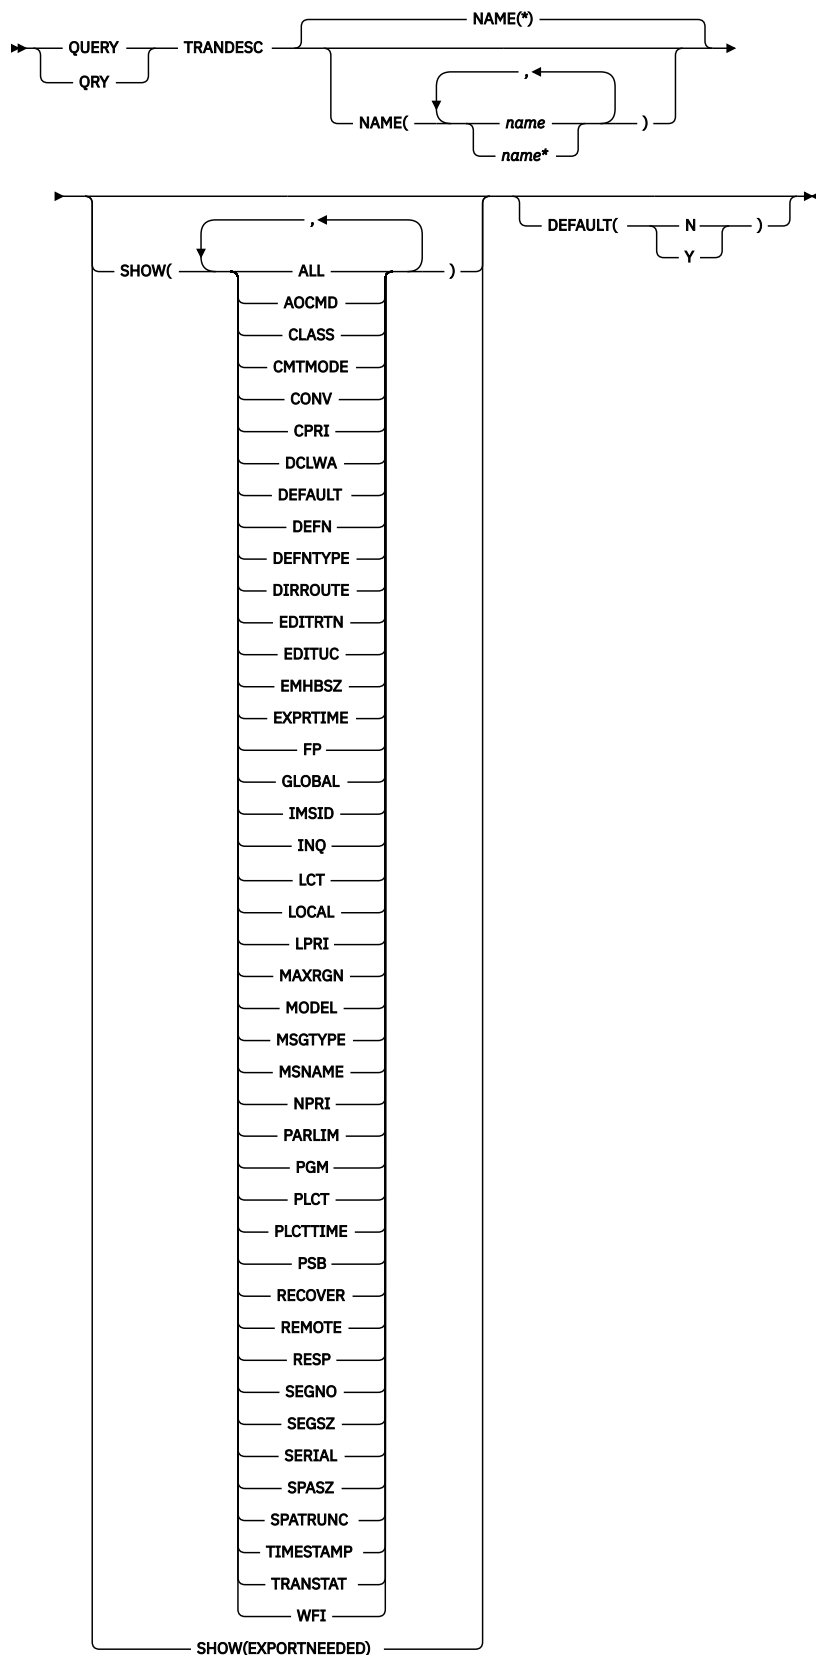 NAME(*)
QUERY TRANDESC
QRY
,
NAME( name )
name*
,
DEFAULT( N )
Y
SHOW( ALL )
AOCMD
CLASS
CMTMODE
CONV
CPRI
DCLWA
DEFAULT
DEFN
DEFNTYPE
DIRROUTE
EDITRTN
EDITUC
EMHBSZ
EXPRTIME
FP
GLOBAL
IMSID
INQ
LCT
LOCAL
LPRI
MAXRGN
MODEL
MSGTYPE
MSNAME
NPRI
PARLIM
PGM
PLCT
PLCTTIME
PSB
RECOVER
REMOTE
RESP
SEGNO
SEGSZ
SERIAL
SPASZ
SPATRUNC
TIMESTAMP
TRANSTAT
WFI
SHOW(EXPORTNEEDED)